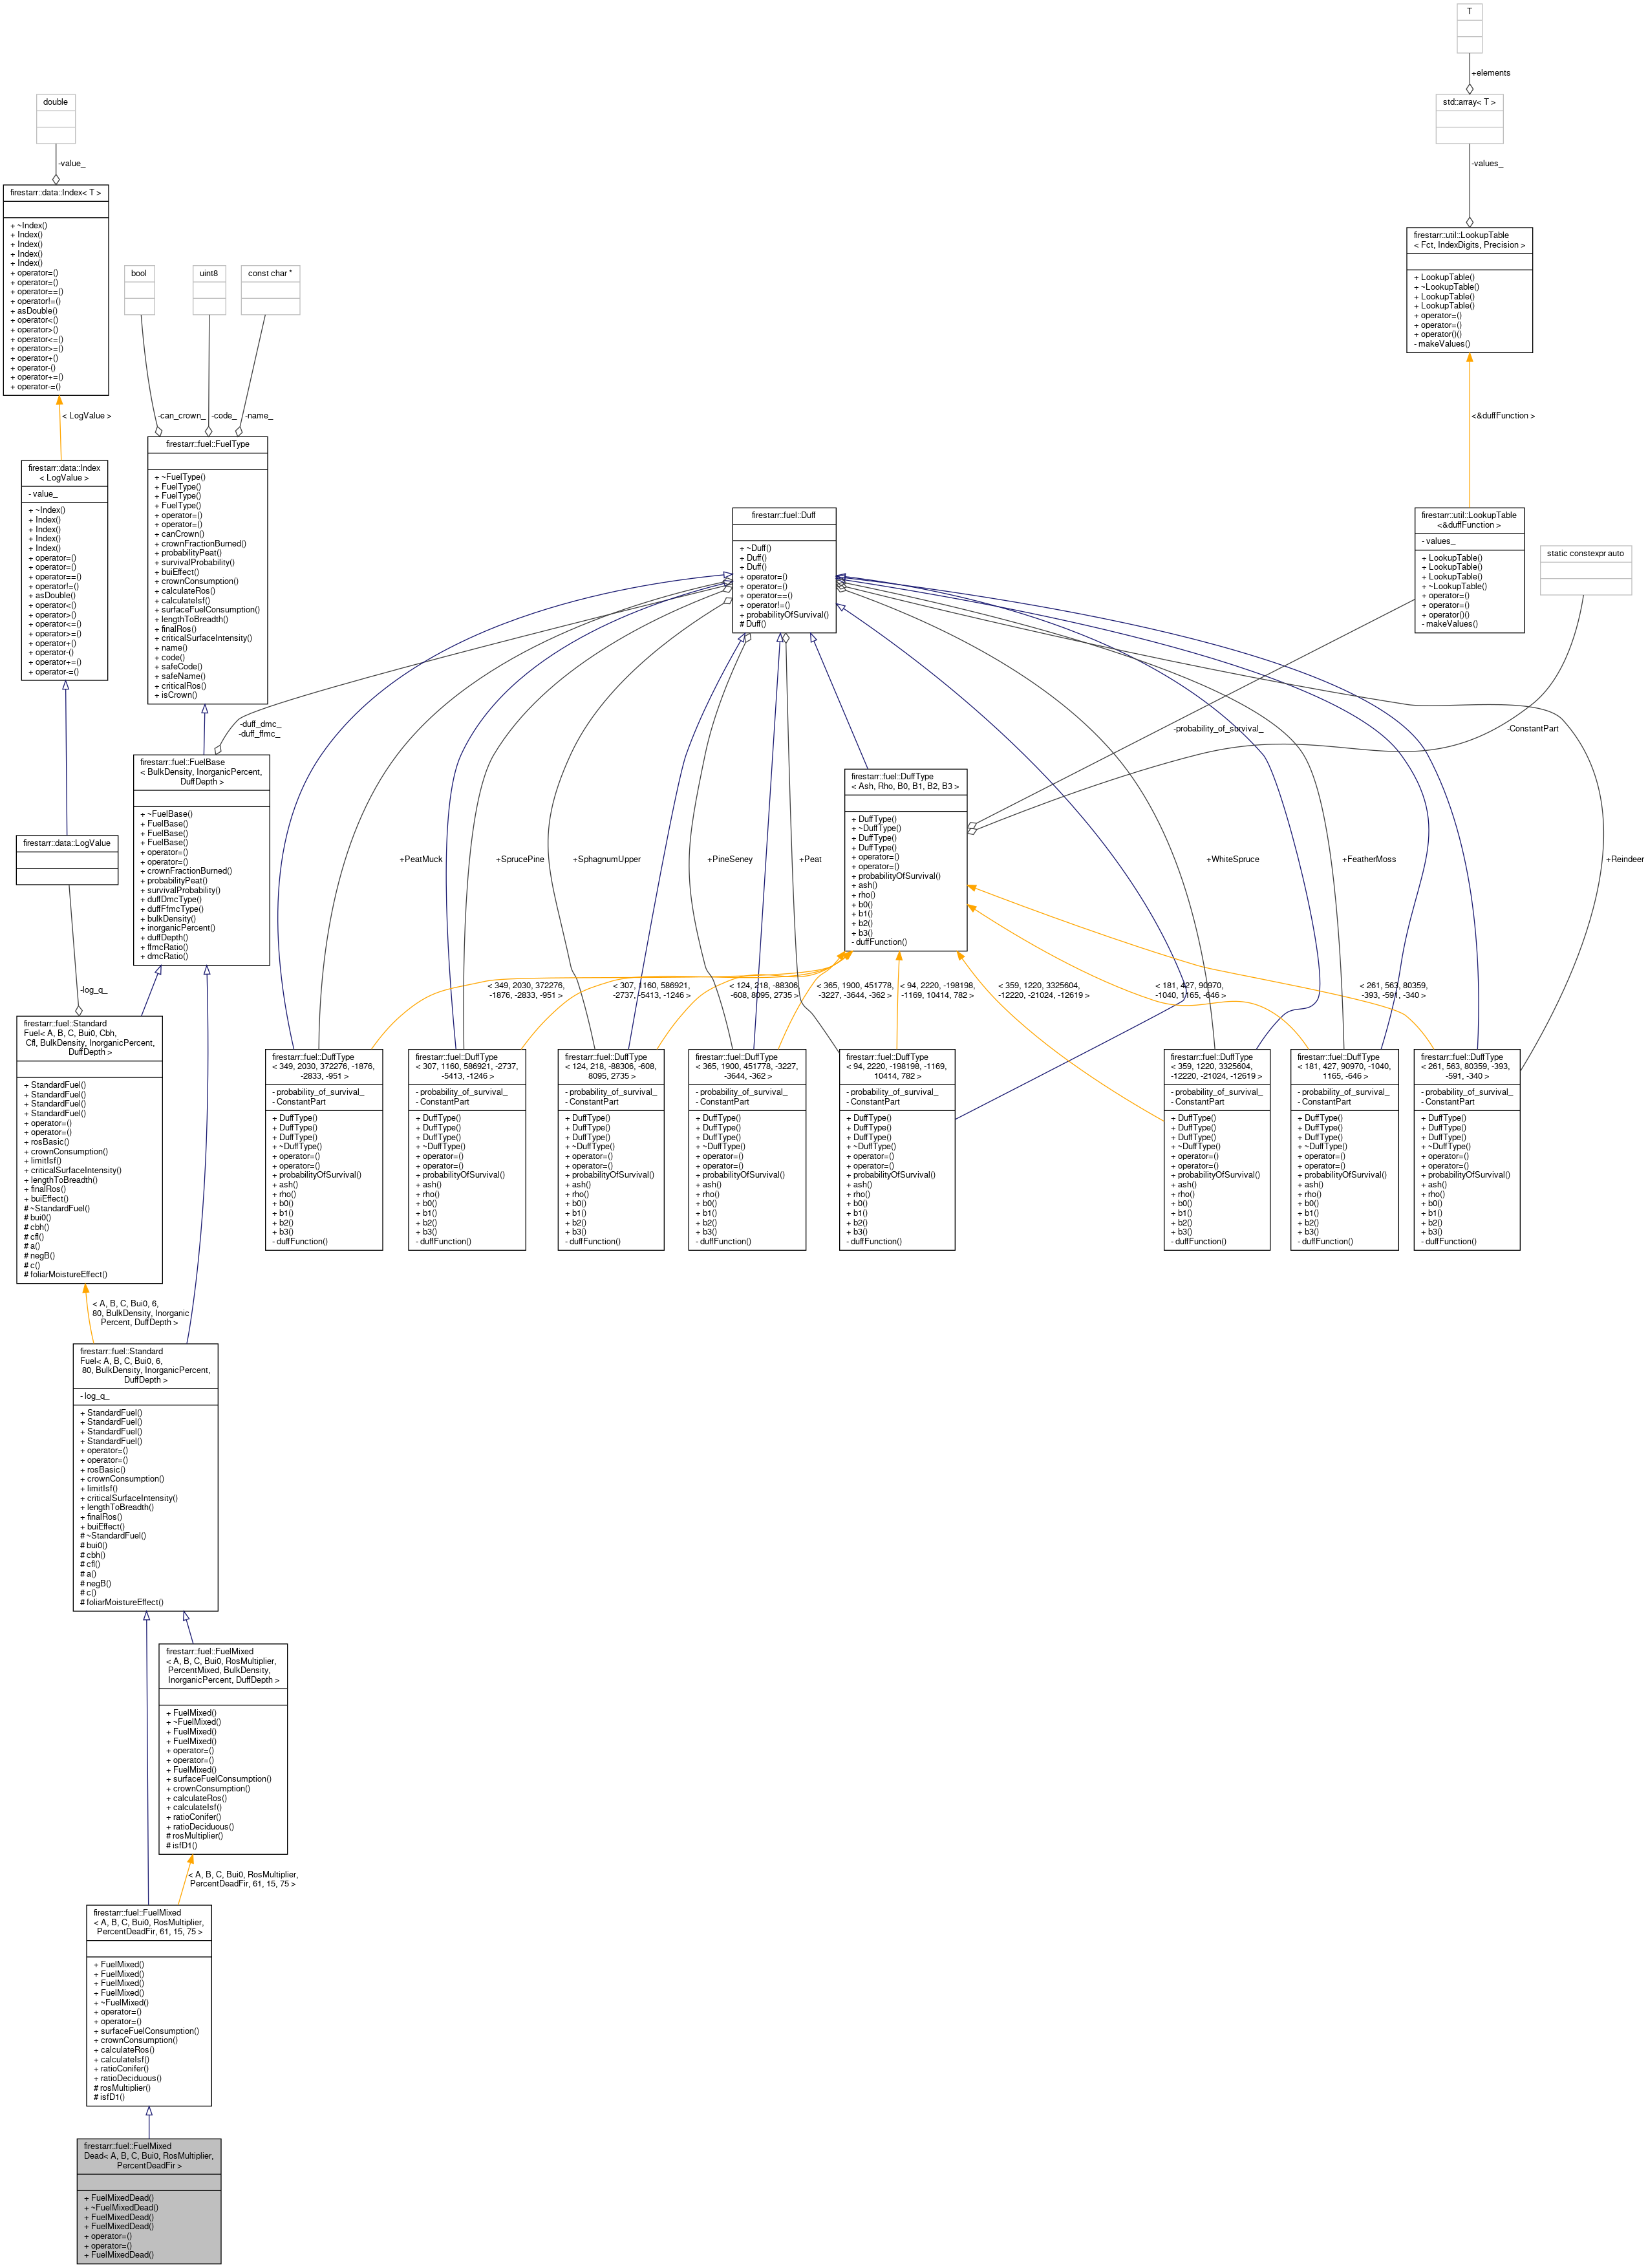 T
+elements
double
std::array< T >
-value_
-values_
firestarr::data::Index< T >
+ ~Index()
+ Index()
+ Index()
+ Index()
+ Index()
+ operator=()
+ operator=()
+ operator==()
+ operator!=()
+ asDouble()
+ operator<()
+ operator>()
+ operator<=()
+ operator>=()
+ operator+()
+ operator-()
+ operator+=()
+ operator-=()
firestarr::util::LookupTable
< Fct, IndexDigits, Precision >
+ LookupTable()
+ ~LookupTable()
+ LookupTable()
+ LookupTable()
+ operator=()
+ operator=()
+ operator()()
- makeValues()
bool
uint8
const char *
< LogValue >
-can_crown_
-code_
-name_
<&duffFunction >
firestarr::data::Index
< LogValue >
- value_
+ ~Index()
+ Index()
+ Index()
+ Index()
+ Index()
+ operator=()
+ operator=()
+ operator==()
+ operator!=()
+ asDouble()
+ operator<()
+ operator>()
+ operator<=()
+ operator>=()
+ operator+()
+ operator-()
+ operator+=()
+ operator-=()
firestarr::fuel::FuelType
+ ~FuelType()
+ FuelType()
+ FuelType()
+ FuelType()
+ operator=()
+ operator=()
+ canCrown()
+ crownFractionBurned()
+ probabilityPeat()
+ survivalProbability()
+ buiEffect()
+ crownConsumption()
+ calculateRos()
+ calculateIsf()
+ surfaceFuelConsumption()
+ lengthToBreadth()
+ finalRos()
+ criticalSurfaceIntensity()
+ name()
+ code()
+ safeCode()
+ safeName()
+ criticalRos()
+ isCrown()
firestarr::fuel::Duff
+ ~Duff()
+ Duff()
+ Duff()
+ operator=()
+ operator=()
+ operator==()
+ operator!=()
+ probabilityOfSurvival()
# Duff()
firestarr::util::LookupTable
<&duffFunction >
- values_
+ LookupTable()
+ LookupTable()
+ LookupTable()
+ ~LookupTable()
+ operator=()
+ operator=()
+ operator()()
- makeValues()
static constexpr auto
-duff_dmc_
-duff_ffmc_
-probability_of_survival_
-ConstantPart
firestarr::fuel::FuelBase
< BulkDensity, InorganicPercent,
DuffDepth >
+ ~FuelBase()
+ FuelBase()
+ FuelBase()
+ FuelBase()
+ operator=()
+ operator=()
+ crownFractionBurned()
+ probabilityPeat()
+ survivalProbability()
+ duffDmcType()
+ duffFfmcType()
+ bulkDensity()
+ inorganicPercent()
+ duffDepth()
+ ffmcRatio()
+ dmcRatio()
firestarr::fuel::DuffType
< Ash, Rho, B0, B1, B2, B3 >
+ DuffType()
+ ~DuffType()
+ DuffType()
+ DuffType()
+ operator=()
+ operator=()
+ probabilityOfSurvival()
+ ash()
+ rho()
+ b0()
+ b1()
+ b2()
+ b3()
- duffFunction()
firestarr::data::LogValue
+PeatMuck
+SprucePine
+SphagnumUpper
+PineSeney
+Peat
+WhiteSpruce
+FeatherMoss
+Reindeer
-log_q_
< 349, 2030, 372276,
-1876, -2833, -951 >
< 307, 1160, 586921,
-2737, -5413, -1246 >
< 124, 218, -88306,
-608, 8095, 2735 >
< 365, 1900, 451778,
-3227, -3644, -362 >
< 94, 2220, -198198,
-1169, 10414, 782 >
< 359, 1220, 3325604,
-12220, -21024, -12619 >
< 181, 427, 90970,
-1040, 1165, -646 >
< 261, 563, 80359,
-393, -591, -340 >
firestarr::fuel::Standard
Fuel< A, B, C, Bui0, Cbh,
Cfl, BulkDensity, InorganicPercent,
DuffDepth >
+ StandardFuel()
+ StandardFuel()
+ StandardFuel()
+ StandardFuel()
+ operator=()
+ operator=()
+ rosBasic()
+ crownConsumption()
+ limitIsf()
+ criticalSurfaceIntensity()
+ lengthToBreadth()
+ finalRos()
+ buiEffect()
# ~StandardFuel()
# bui0()
# cbh()
# cfl()
# a()
# negB()
# c()
# foliarMoistureEffect()
firestarr::fuel::DuffType
< 349, 2030, 372276, -1876,
-2833, -951 >
- probability_of_survival_
- ConstantPart
+ DuffType()
+ DuffType()
+ DuffType()
+ ~DuffType()
+ operator=()
+ operator=()
+ probabilityOfSurvival()
+ ash()
+ rho()
+ b0()
+ b1()
+ b2()
+ b3()
- duffFunction()
firestarr::fuel::DuffType
< 307, 1160, 586921, -2737,
-5413, -1246 >
- probability_of_survival_
- ConstantPart
+ DuffType()
+ DuffType()
+ DuffType()
+ ~DuffType()
+ operator=()
+ operator=()
+ probabilityOfSurvival()
+ ash()
+ rho()
+ b0()
+ b1()
+ b2()
+ b3()
- duffFunction()
firestarr::fuel::DuffType
< 124, 218, -88306, -608,
8095, 2735 >
- probability_of_survival_
- ConstantPart
+ DuffType()
+ DuffType()
+ DuffType()
+ ~DuffType()
+ operator=()
+ operator=()
+ probabilityOfSurvival()
+ ash()
+ rho()
+ b0()
+ b1()
+ b2()
+ b3()
- duffFunction()
firestarr::fuel::DuffType
< 365, 1900, 451778, -3227,
-3644, -362 >
- probability_of_survival_
- ConstantPart
+ DuffType()
+ DuffType()
+ DuffType()
+ ~DuffType()
+ operator=()
+ operator=()
+ probabilityOfSurvival()
+ ash()
+ rho()
+ b0()
+ b1()
+ b2()
+ b3()
- duffFunction()
firestarr::fuel::DuffType
< 94, 2220, -198198, -1169,
10414, 782 >
- probability_of_survival_
- ConstantPart
+ DuffType()
+ DuffType()
+ DuffType()
+ ~DuffType()
+ operator=()
+ operator=()
+ probabilityOfSurvival()
+ ash()
+ rho()
+ b0()
+ b1()
+ b2()
+ b3()
- duffFunction()
firestarr::fuel::DuffType
< 359, 1220, 3325604,
-12220, -21024, -12619 >
- probability_of_survival_
- ConstantPart
+ DuffType()
+ DuffType()
+ DuffType()
+ ~DuffType()
+ operator=()
+ operator=()
+ probabilityOfSurvival()
+ ash()
+ rho()
+ b0()
+ b1()
+ b2()
+ b3()
- duffFunction()
firestarr::fuel::DuffType
< 181, 427, 90970, -1040,
1165, -646 >
- probability_of_survival_
- ConstantPart
+ DuffType()
+ DuffType()
+ DuffType()
+ ~DuffType()
+ operator=()
+ operator=()
+ probabilityOfSurvival()
+ ash()
+ rho()
+ b0()
+ b1()
+ b2()
+ b3()
- duffFunction()
firestarr::fuel::DuffType
< 261, 563, 80359, -393,
-591, -340 >
- probability_of_survival_
- ConstantPart
+ DuffType()
+ DuffType()
+ DuffType()
+ ~DuffType()
+ operator=()
+ operator=()
+ probabilityOfSurvival()
+ ash()
+ rho()
+ b0()
+ b1()
+ b2()
+ b3()
- duffFunction()
< A, B, C, Bui0, 6,
80, BulkDensity, Inorganic
Percent, DuffDepth >
firestarr::fuel::Standard
Fuel< A, B, C, Bui0, 6,
80, BulkDensity, InorganicPercent,
DuffDepth >
- log_q_
+ StandardFuel()
+ StandardFuel()
+ StandardFuel()
+ StandardFuel()
+ operator=()
+ operator=()
+ rosBasic()
+ crownConsumption()
+ limitIsf()
+ criticalSurfaceIntensity()
+ lengthToBreadth()
+ finalRos()
+ buiEffect()
# ~StandardFuel()
# bui0()
# cbh()
# cfl()
# a()
# negB()
# c()
# foliarMoistureEffect()
firestarr::fuel::FuelMixed
< A, B, C, Bui0, RosMultiplier,
PercentMixed, BulkDensity,
InorganicPercent, DuffDepth >
+ FuelMixed()
+ ~FuelMixed()
+ FuelMixed()
+ FuelMixed()
+ operator=()
+ operator=()
+ FuelMixed()
+ surfaceFuelConsumption()
+ crownConsumption()
+ calculateRos()
+ calculateIsf()
+ ratioConifer()
+ ratioDeciduous()
# rosMultiplier()
# isfD1()
< A, B, C, Bui0, RosMultiplier,
PercentDeadFir, 61, 15, 75 >
firestarr::fuel::FuelMixed
< A, B, C, Bui0, RosMultiplier,
PercentDeadFir, 61, 15, 75 >
+ FuelMixed()
+ FuelMixed()
+ FuelMixed()
+ FuelMixed()
+ ~FuelMixed()
+ operator=()
+ operator=()
+ surfaceFuelConsumption()
+ crownConsumption()
+ calculateRos()
+ calculateIsf()
+ ratioConifer()
+ ratioDeciduous()
# rosMultiplier()
# isfD1()
firestarr::fuel::FuelMixed
Dead< A, B, C, Bui0, RosMultiplier,
PercentDeadFir >
+ FuelMixedDead()
+ ~FuelMixedDead()
+ FuelMixedDead()
+ FuelMixedDead()
+ operator=()
+ operator=()
+ FuelMixedDead()